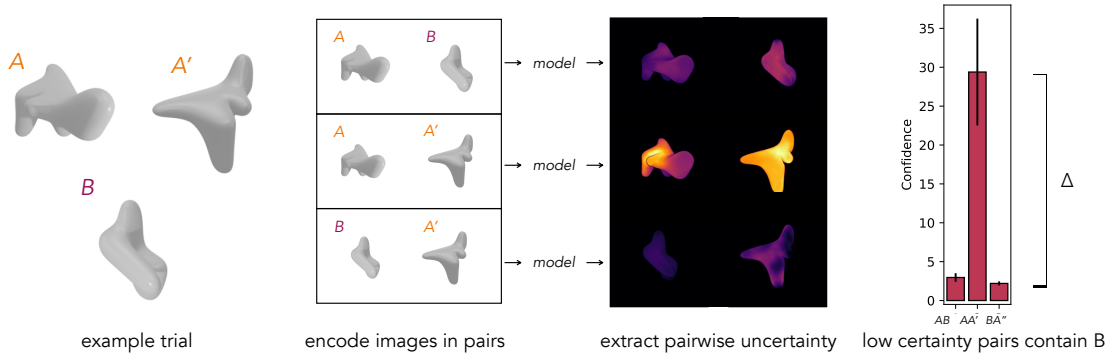 A
A'
B
A
B
model
A
A'
model
B
A'
model
Confidence
35
30
25
20
15
10
5
0
Δ
AB
AA'
BA"
example trial
encode images in pairs
extract pairwise uncertainty
low certainty pairs contain B